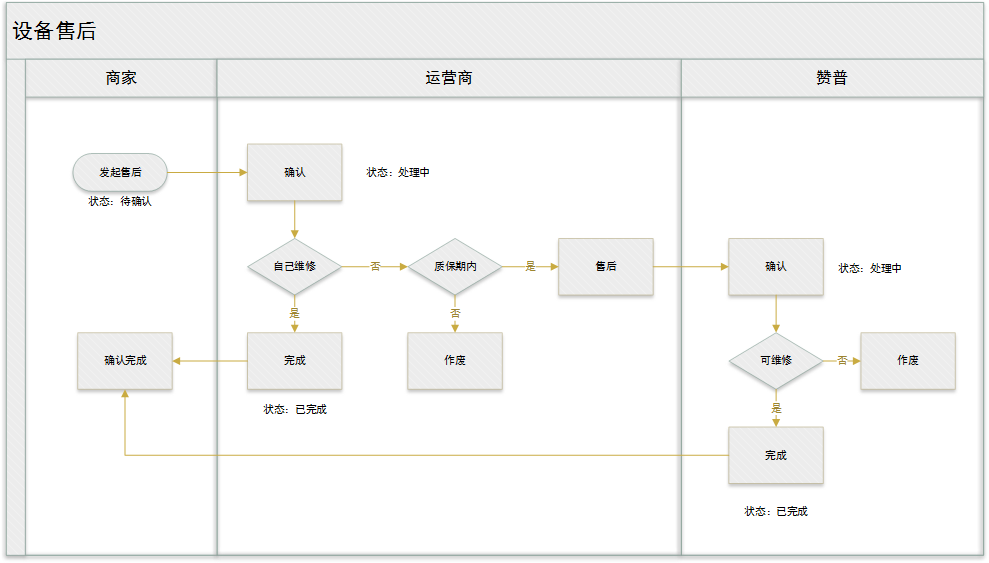 设备售后
商家
运营商
赞普
发起售后
状态：待确认
确认
状态：处理中
自己维修
否
质保期内
是
售后
确认
状态：处理中
是
否
确认完成
完成
作废
可维修
否
作废
状态：已完成
是
完成
状态：已完成